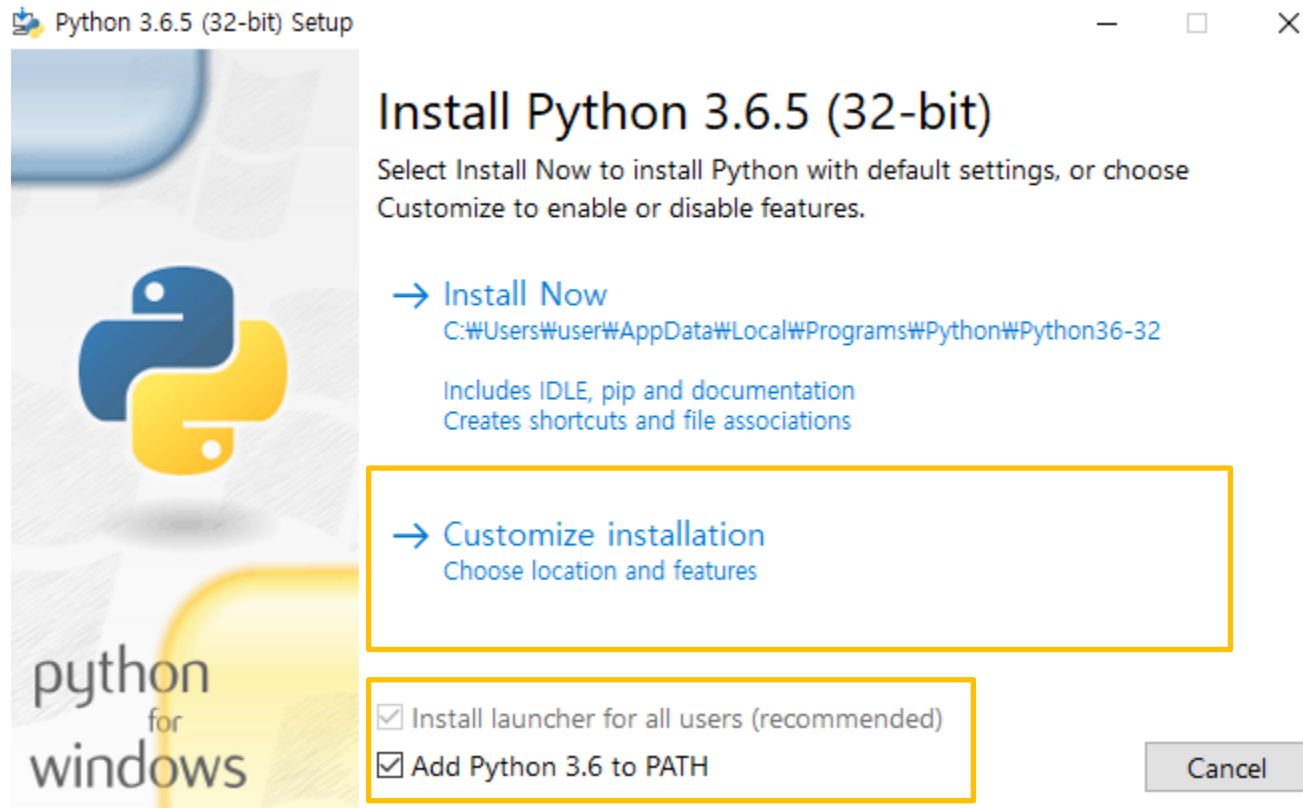 Python 3.6.5 (32-bit) Setup
Install Python 3.6.5 (32-bit)
Select Install Now to install Python with default settings, or choose
Customize to enable or disable features.
→ Install Now
C:₩Users₩user₩AppData₩Local₩Programs₩Python₩Python36-32
Includes IDLE, pip and documentation
Creates shortcuts and file associations
→ Customize installation
Choose location and features
Install launcher for all users (recommended)
Add Python 3.6 to PATH
Cancel
python
for
windows